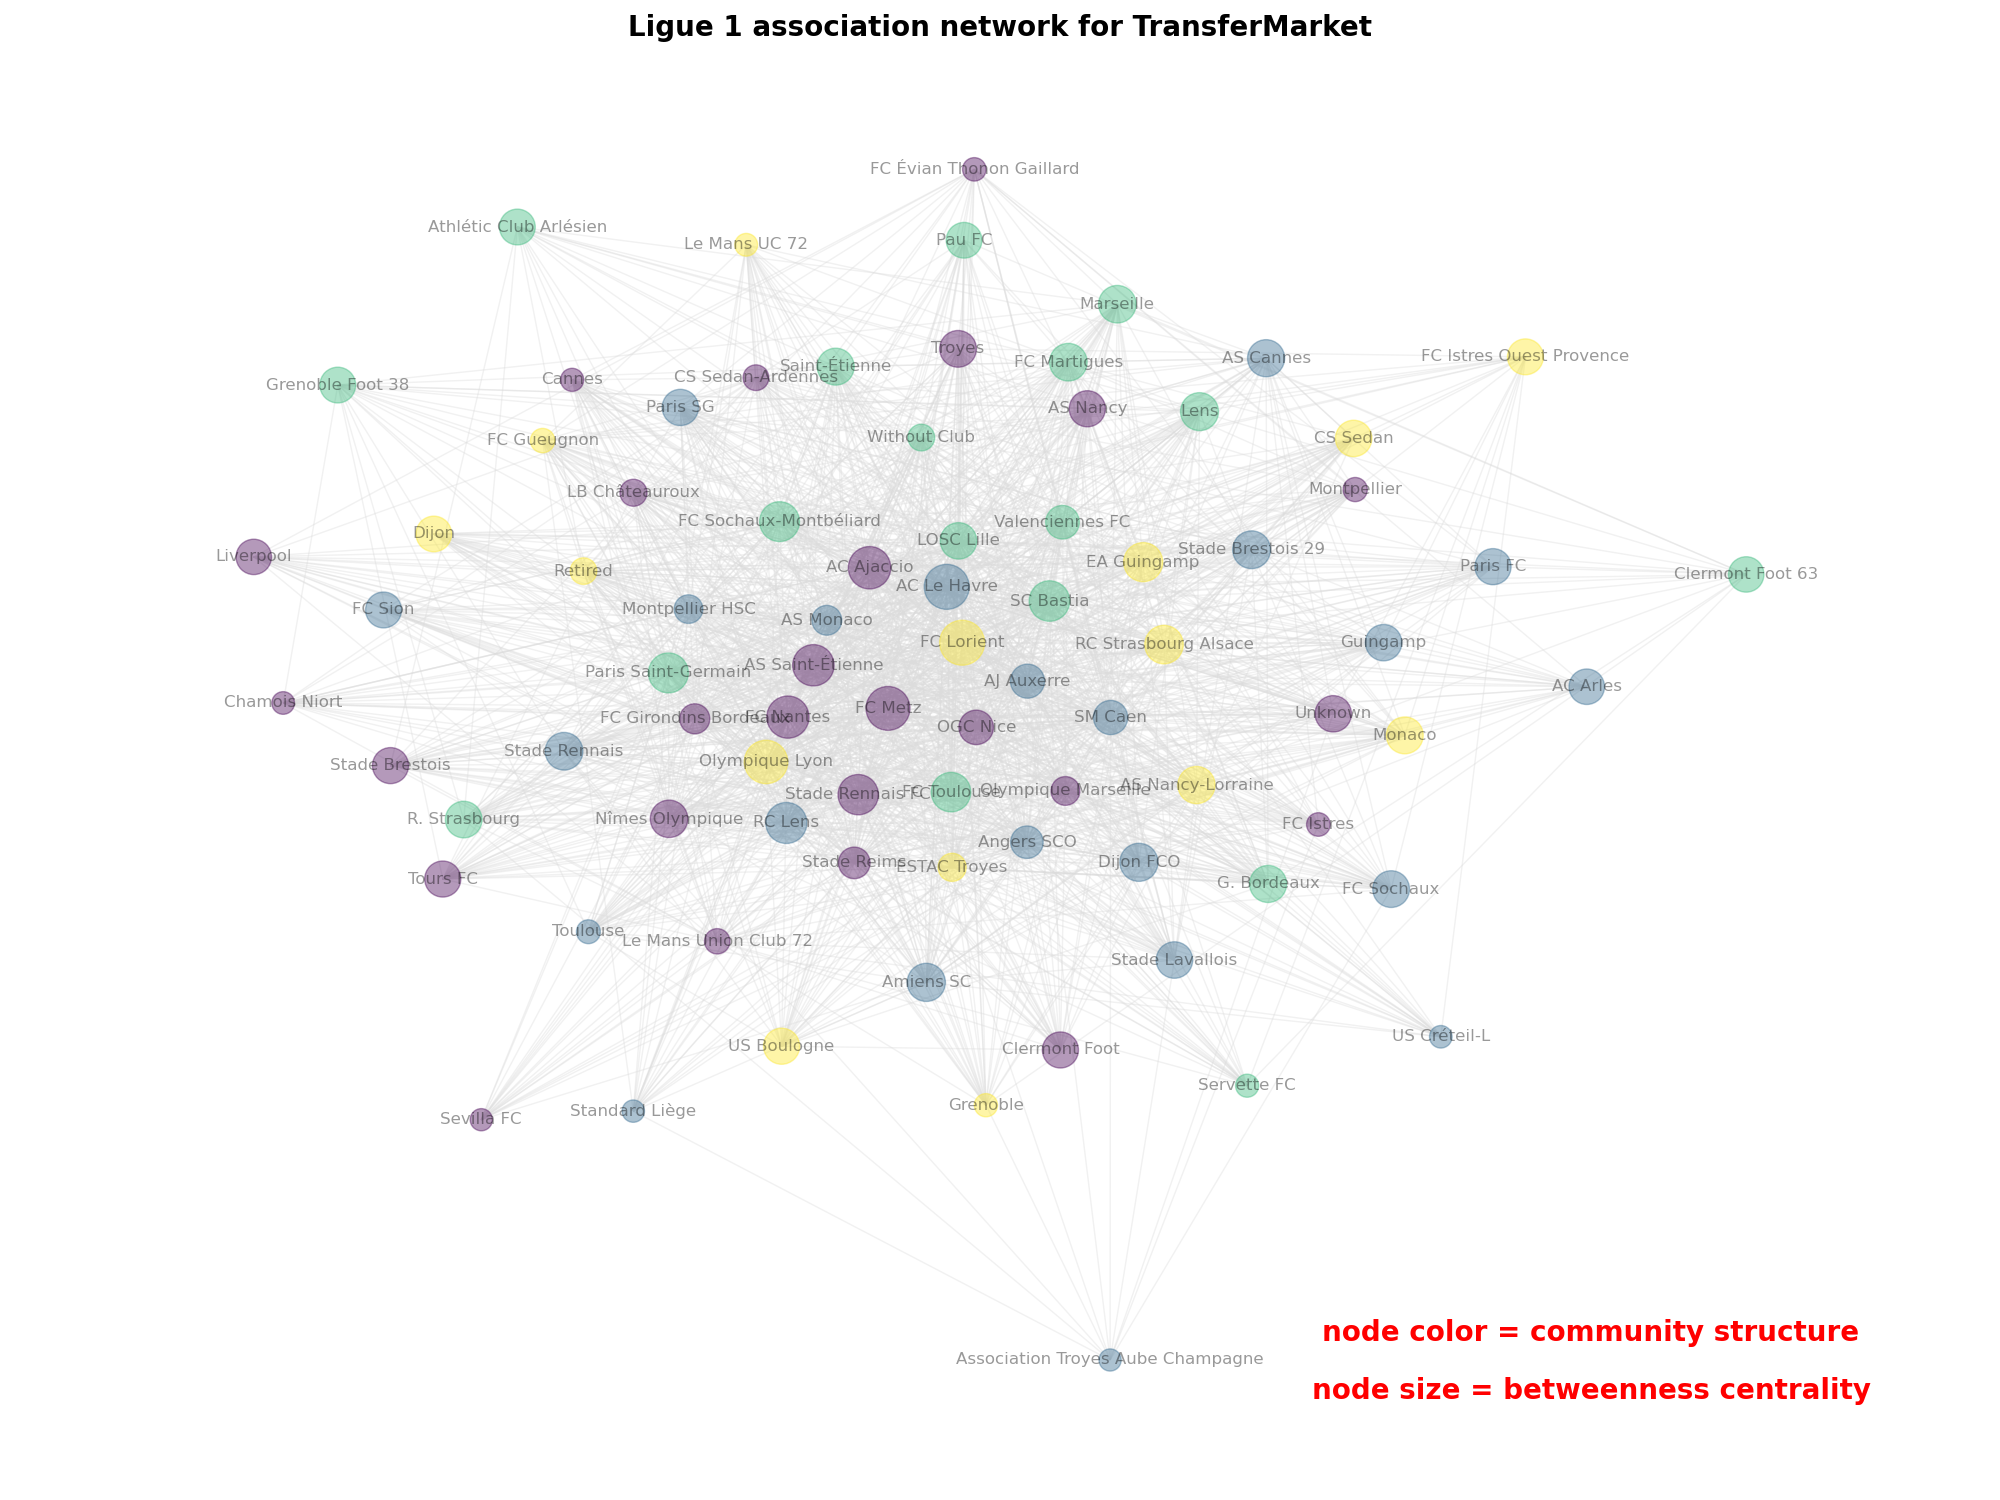 Ligue 1 association network for TransferMarket
FC Évian Thonon Gaillard
Athlétic Club Arlésien
Le Mans UC 72
Pau FC
Marseille
Troyes
FC Martigues
AS Cannes
FC Istres Ouest Provence
Saint-Étienne
Grenoble Foot 38
Cannes
CS Sedan-Ardennes
Paris SG
AS Nancy
Lens
FC Gueugnon
Without Club
CS Sedan
LB Châteauroux
Montpellier
FC Sochaux-Montbéliard
Valenciennes FC
Dijon
LOSC Lille
Stade Brestois 29
Liverpool
Retired
AC Ajaccio
EA Guingamp
Paris FC
Clermont Foot 63
AC Le Havre
SC Bastia
FC Sion
Montpellier HSC
AS Monaco
FC Lorient
RC Strasbourg Alsace
Guingamp
Paris Saint-Germain
AS Saint-Étienne
AJ Auxerre
AC Arles
Chamois Niort
FC Girondins Bordeaux
FC Nantes
FC Metz
OGC Nice
SM Caen
Unknown
Monaco
Stade Brestois
Stade Rennais
Olympique Lyon
R. Strasbourg
Nîmes Olympique
RC Lens
Stade Rennais FC
FC Toulouse
Olympique Marseille
AS Nancy-Lorraine
FC Istres
Stade Reims
ESTAC Troyes
Angers SCO
Dijon FCO
Tours FC
G. Bordeaux
FC Sochaux
Toulouse
Le Mans Union Club 72
Amiens SC
Stade Lavallois
US Boulogne
Clermont Foot
US Créteil-L
Sevilla FC
Standard Liège
Grenoble
Servette FC
node color = community structure
Association Troyes Aube Champagne
node size = betweenness centrality